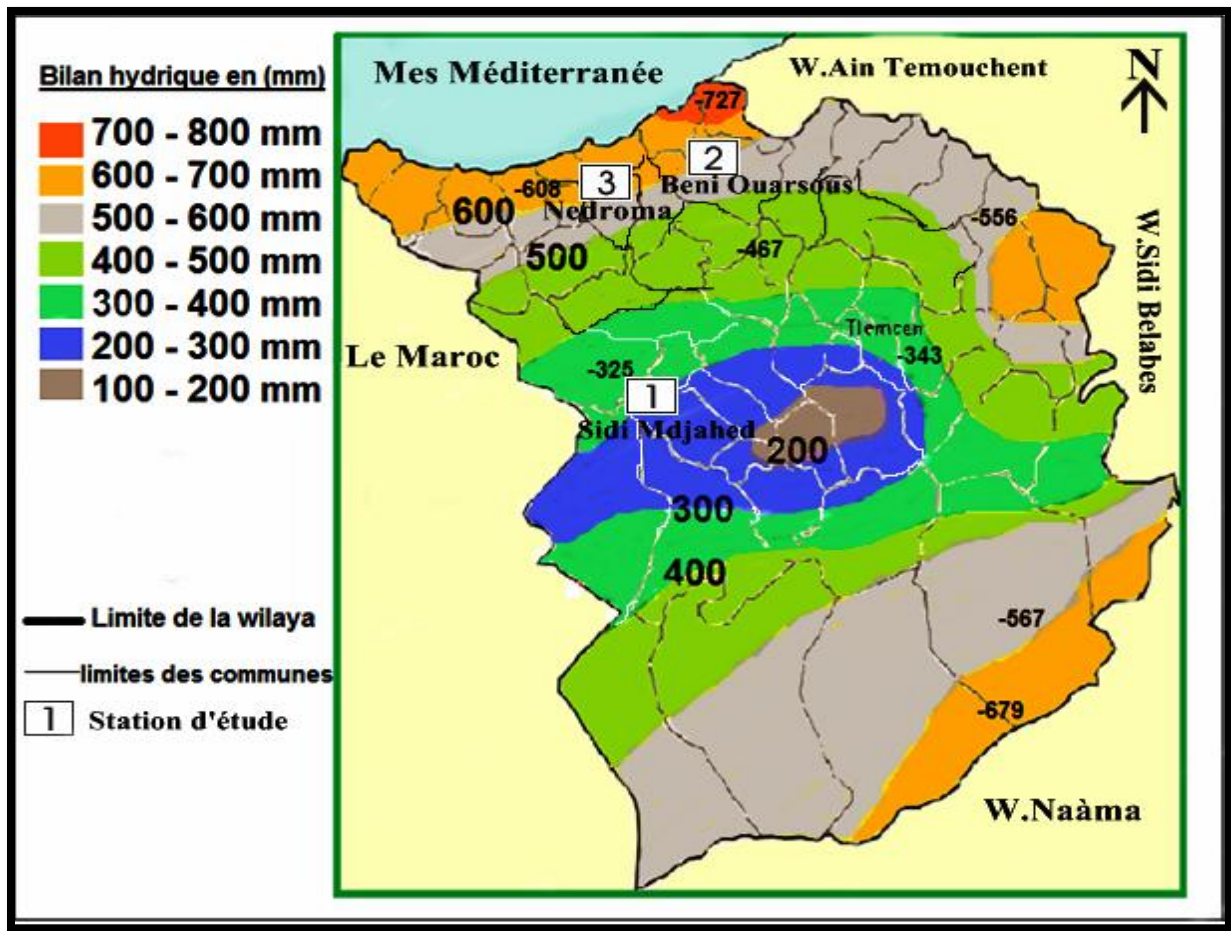 Bilan hydrique en (mm)
700 - 800 mm
600 - 700 mm
500 - 600 mm
400 - 500 mm
300 - 400 mm
200 - 300 mm
100 - 200 mm
Limite de la wilaya
limites des communes
1 Station d'étude
Mes Méditerranée
W.Ain Temouchent
N
-727
2
-608
3
Beni Ouarsous
600
Nedroma
-556
500
-467
W.Sidi Belabes
Le Maroc
Tlemcen
-325
-343
1
Sidi Mdjahed
200
300
400
-567
-679
W.Naàma